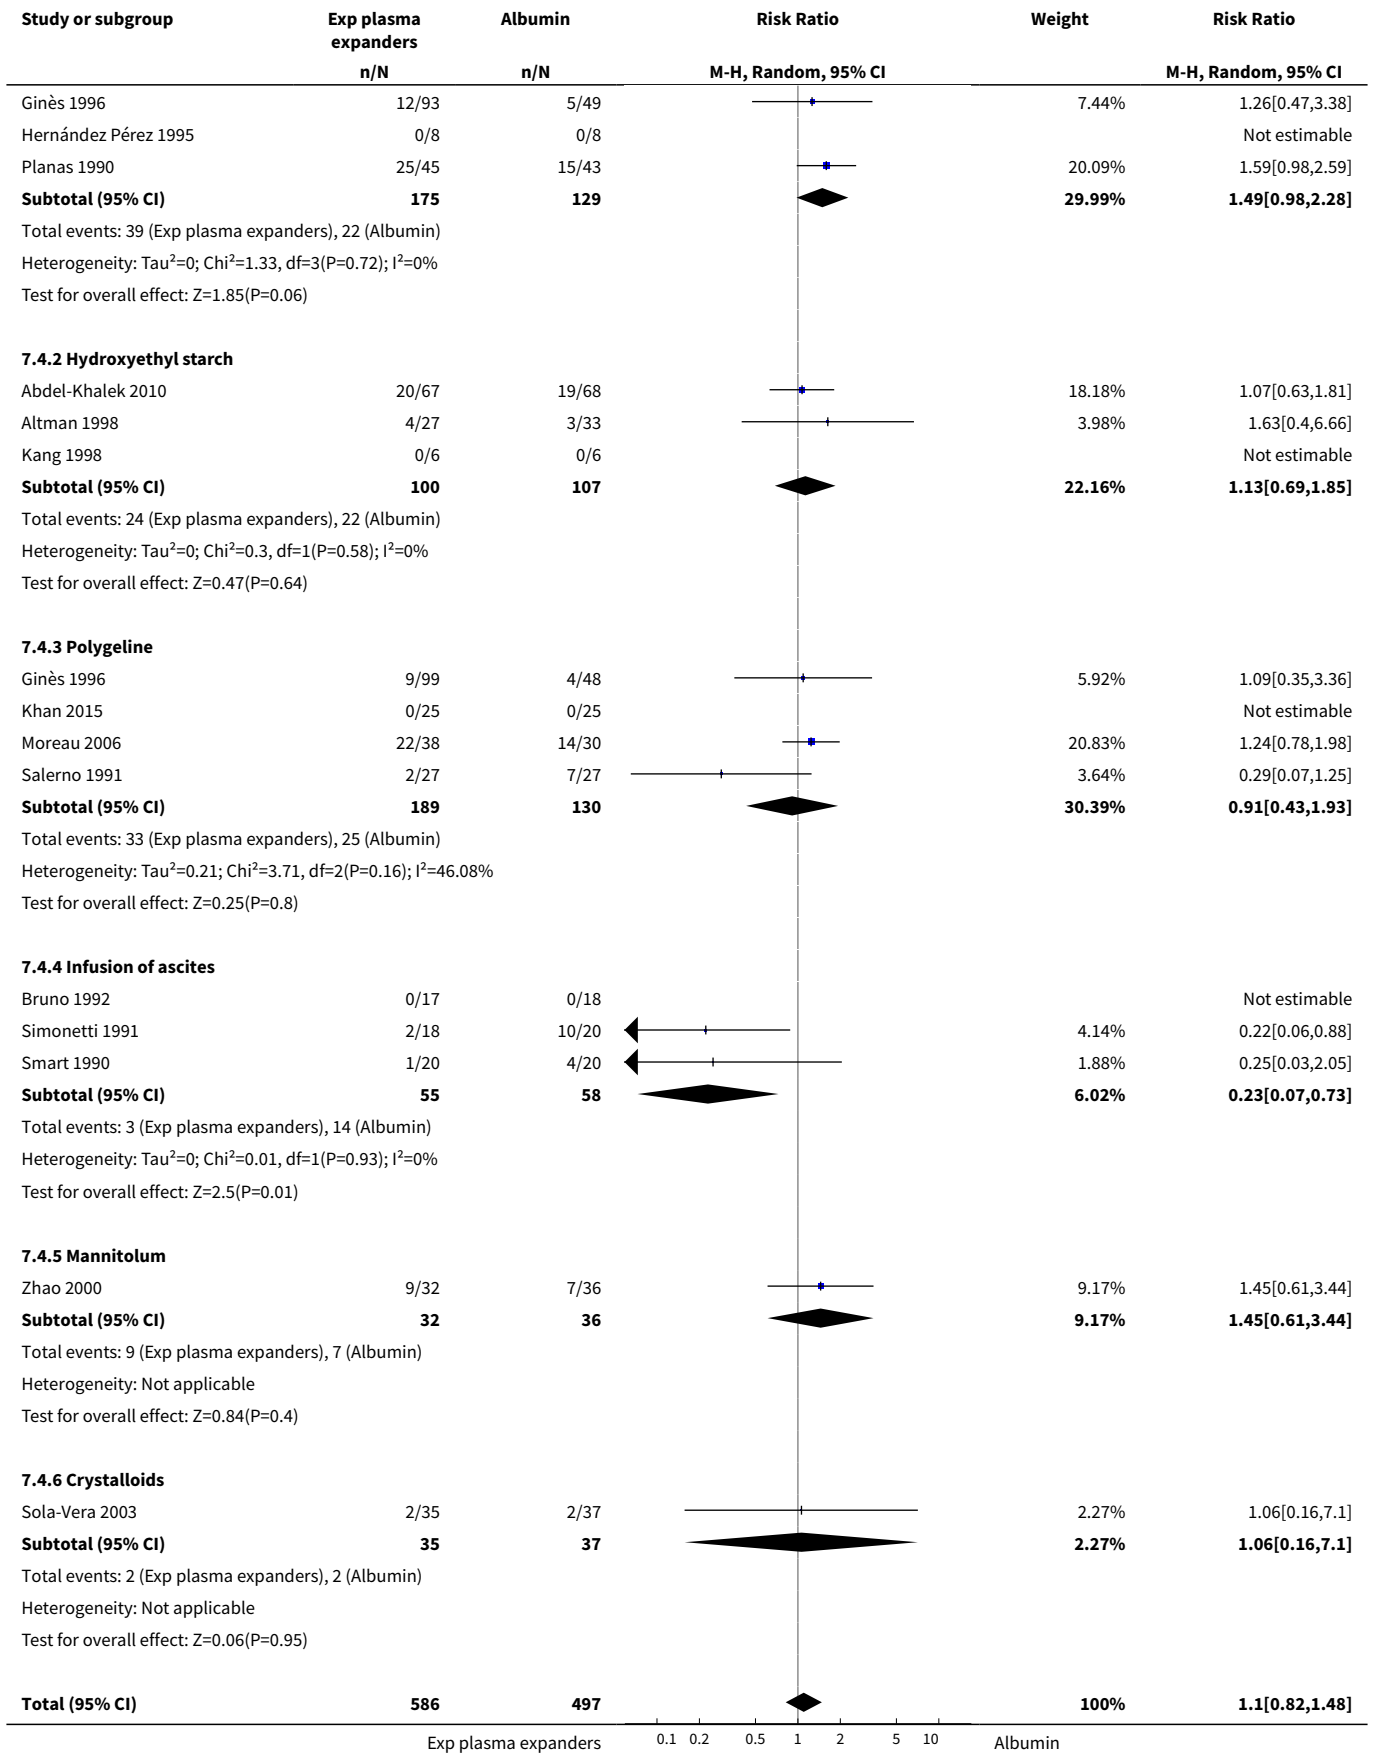 Study or subgroup Exp plasma expanders Albumin Risk Ratio Weight Risk Ratio
n/N n/N M-H, Random, 95% CI M-H, Random, 95% CI
Ginès 1996 12/93 5/49 7.44% 1.26[0.47,3.38]
Hernández Pérez 1995 0/8 0/8 Not estimable
Planas 1990 25/45 15/43 20.09% 1.59[0.98,2.59]
Subtotal (95% CI) 175 129 29.99% 1.49[0.98,2.28]
Total events: 39 (Exp plasma expanders), 22 (Albumin)
Heterogeneity: Tau²=0; Chi²=1.33, df=3(P=0.72); I²=0%
Test for overall effect: Z=1.85(P=0.06)
7.4.2 Hydroxyethyl starch
Abdel-Khalek 2010 20/67 19/68 18.18% 1.07[0.63,1.81]
Altman 1998 4/27 3/33 3.98% 1.63[0.4,6.66]
Kang 1998 0/6 0/6 Not estimable
Subtotal (95% CI) 100 107 22.16% 1.13[0.69,1.85]
Total events: 24 (Exp plasma expanders), 22 (Albumin)
Heterogeneity: Tau²=0; Chi²=0.3, df=1(P=0.58); I²=0%
Test for overall effect: Z=0.47(P=0.64)
7.4.3 Polygeline
Ginès 1996 9/99 4/48 5.92% 1.09[0.35,3.36]
Khan 2015 0/25 0/25 Not estimable
Moreau 2006 22/38 14/30 20.83% 1.24[0.78,1.98]
Salerno 1991 2/27 7/27 3.64% 0.29[0.07,1.25]
Subtotal (95% CI) 189 130 30.39% 0.91[0.43,1.93]
Total events: 33 (Exp plasma expanders), 25 (Albumin)
Heterogeneity: Tau²=0.21; Chi²=3.71, df=2(P=0.16); I²=46.08%
Test for overall effect: Z=0.25(P=0.8)
7.4.4 Infusion of ascites
Bruno 1992 0/17 0/18 Not estimable
Simonetti 1991 2/18 10/20 4.14% 0.22[0.06,0.88]
Smart 1990 1/20 4/20 1.88% 0.25[0.03,2.05]
Subtotal (95% CI) 55 58 6.02% 0.23[0.07,0.73]
Total events: 3 (Exp plasma expanders), 14 (Albumin)
Heterogeneity: Tau²=0; Chi²=0.01, df=1(P=0.93); I²=0%
Test for overall effect: Z=2.5(P=0.01)
7.4.5 Mannitolum
Zhao 2000 9/32 7/36 9.17% 1.45[0.61,3.44]
Subtotal (95% CI) 32 36 9.17% 1.45[0.61,3.44]
Total events: 9 (Exp plasma expanders), 7 (Albumin)
Heterogeneity: Not applicable
Test for overall effect: Z=0.84(P=0.4)
7.4.6 Crystalloids
Sola-Vera 2003 2/35 2/37 2.27% 1.06[0.16,7.1]
Subtotal (95% CI) 35 37 2.27% 1.06[0.16,7.1]
Total events: 2 (Exp plasma expanders), 2 (Albumin)
Heterogeneity: Not applicable
Test for overall effect: Z=0.06(P=0.95)
Total (95% CI) 586 497 100% 1.1[0.82,1.48]
Exp plasma expanders 0.1 0.2 0.5 1 2 5 10 Albumin